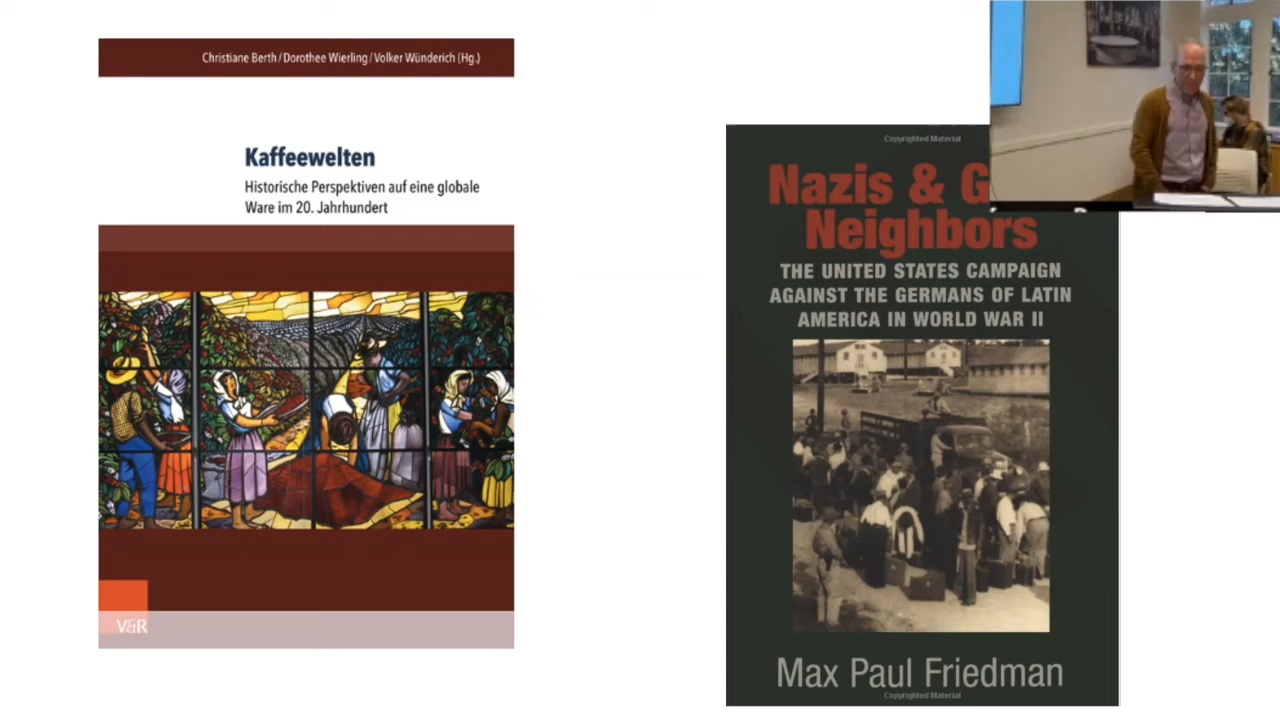 Christiane Berth/Dorothee Wierling/Volker Wünderich (Hg.)
Kaffeewelten
Historische Perspektiven auf eine globale
Ware im 20. Jahrhundert
V&R
Copyrighted Material
Nazis & G
Neighbors
THE UNITED STATES CAMPAIGN
AGAINST THE GERMANS OF LATIN
AMERICA IN WORLD WAR II
Max Paul Friedman
Copyrighted Material